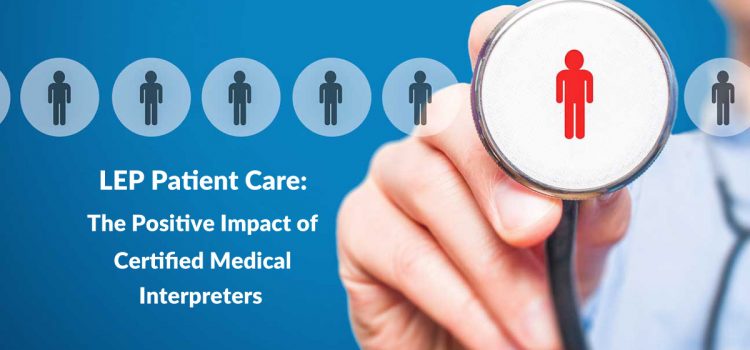 LEP Patient Care:
The Positive Impact of
Certified Medical
Interpreters